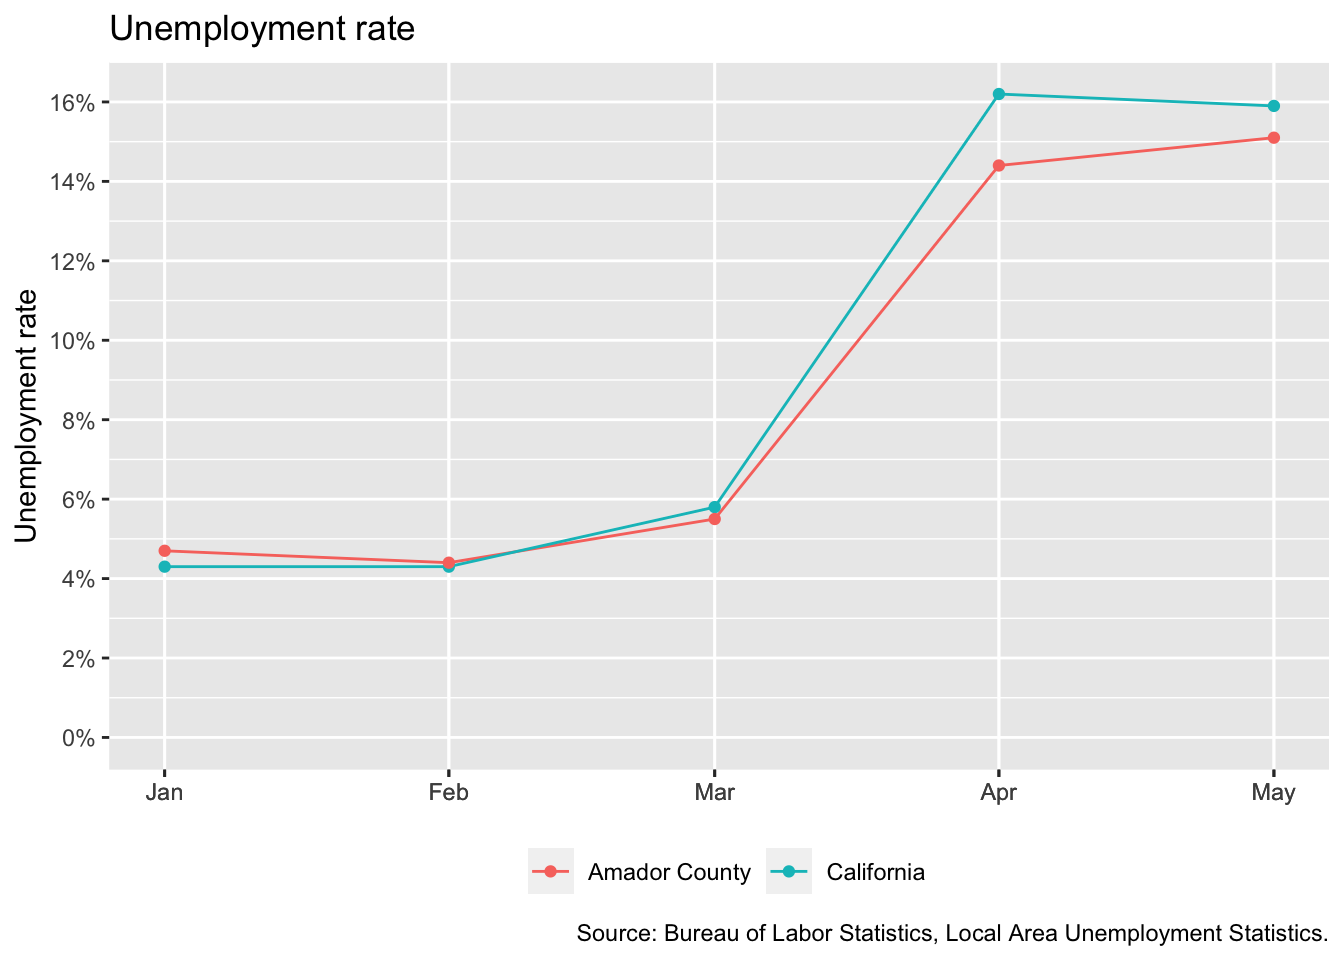 Unemployment rate
Unemployment rate
16%
14%
12%
10%
8%
6%
4%
2%
0%
Jan Feb Mar Apr May
Amador County California
Source: Bureau of Labor Statistics, Local Area Unemployment Statistics.